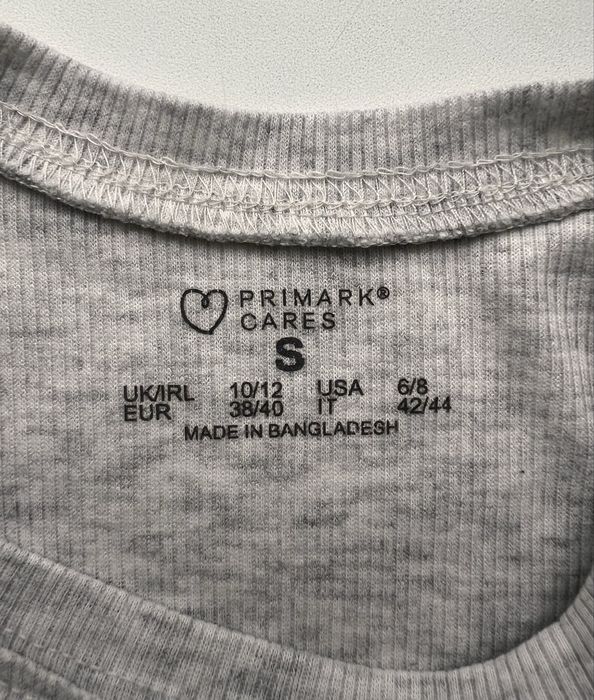 PRIMARK®
CARES
S
UK/IRL 10/12 USA 6/8
EUR 38/40 IT 42/44
MADE IN BANGLADESH